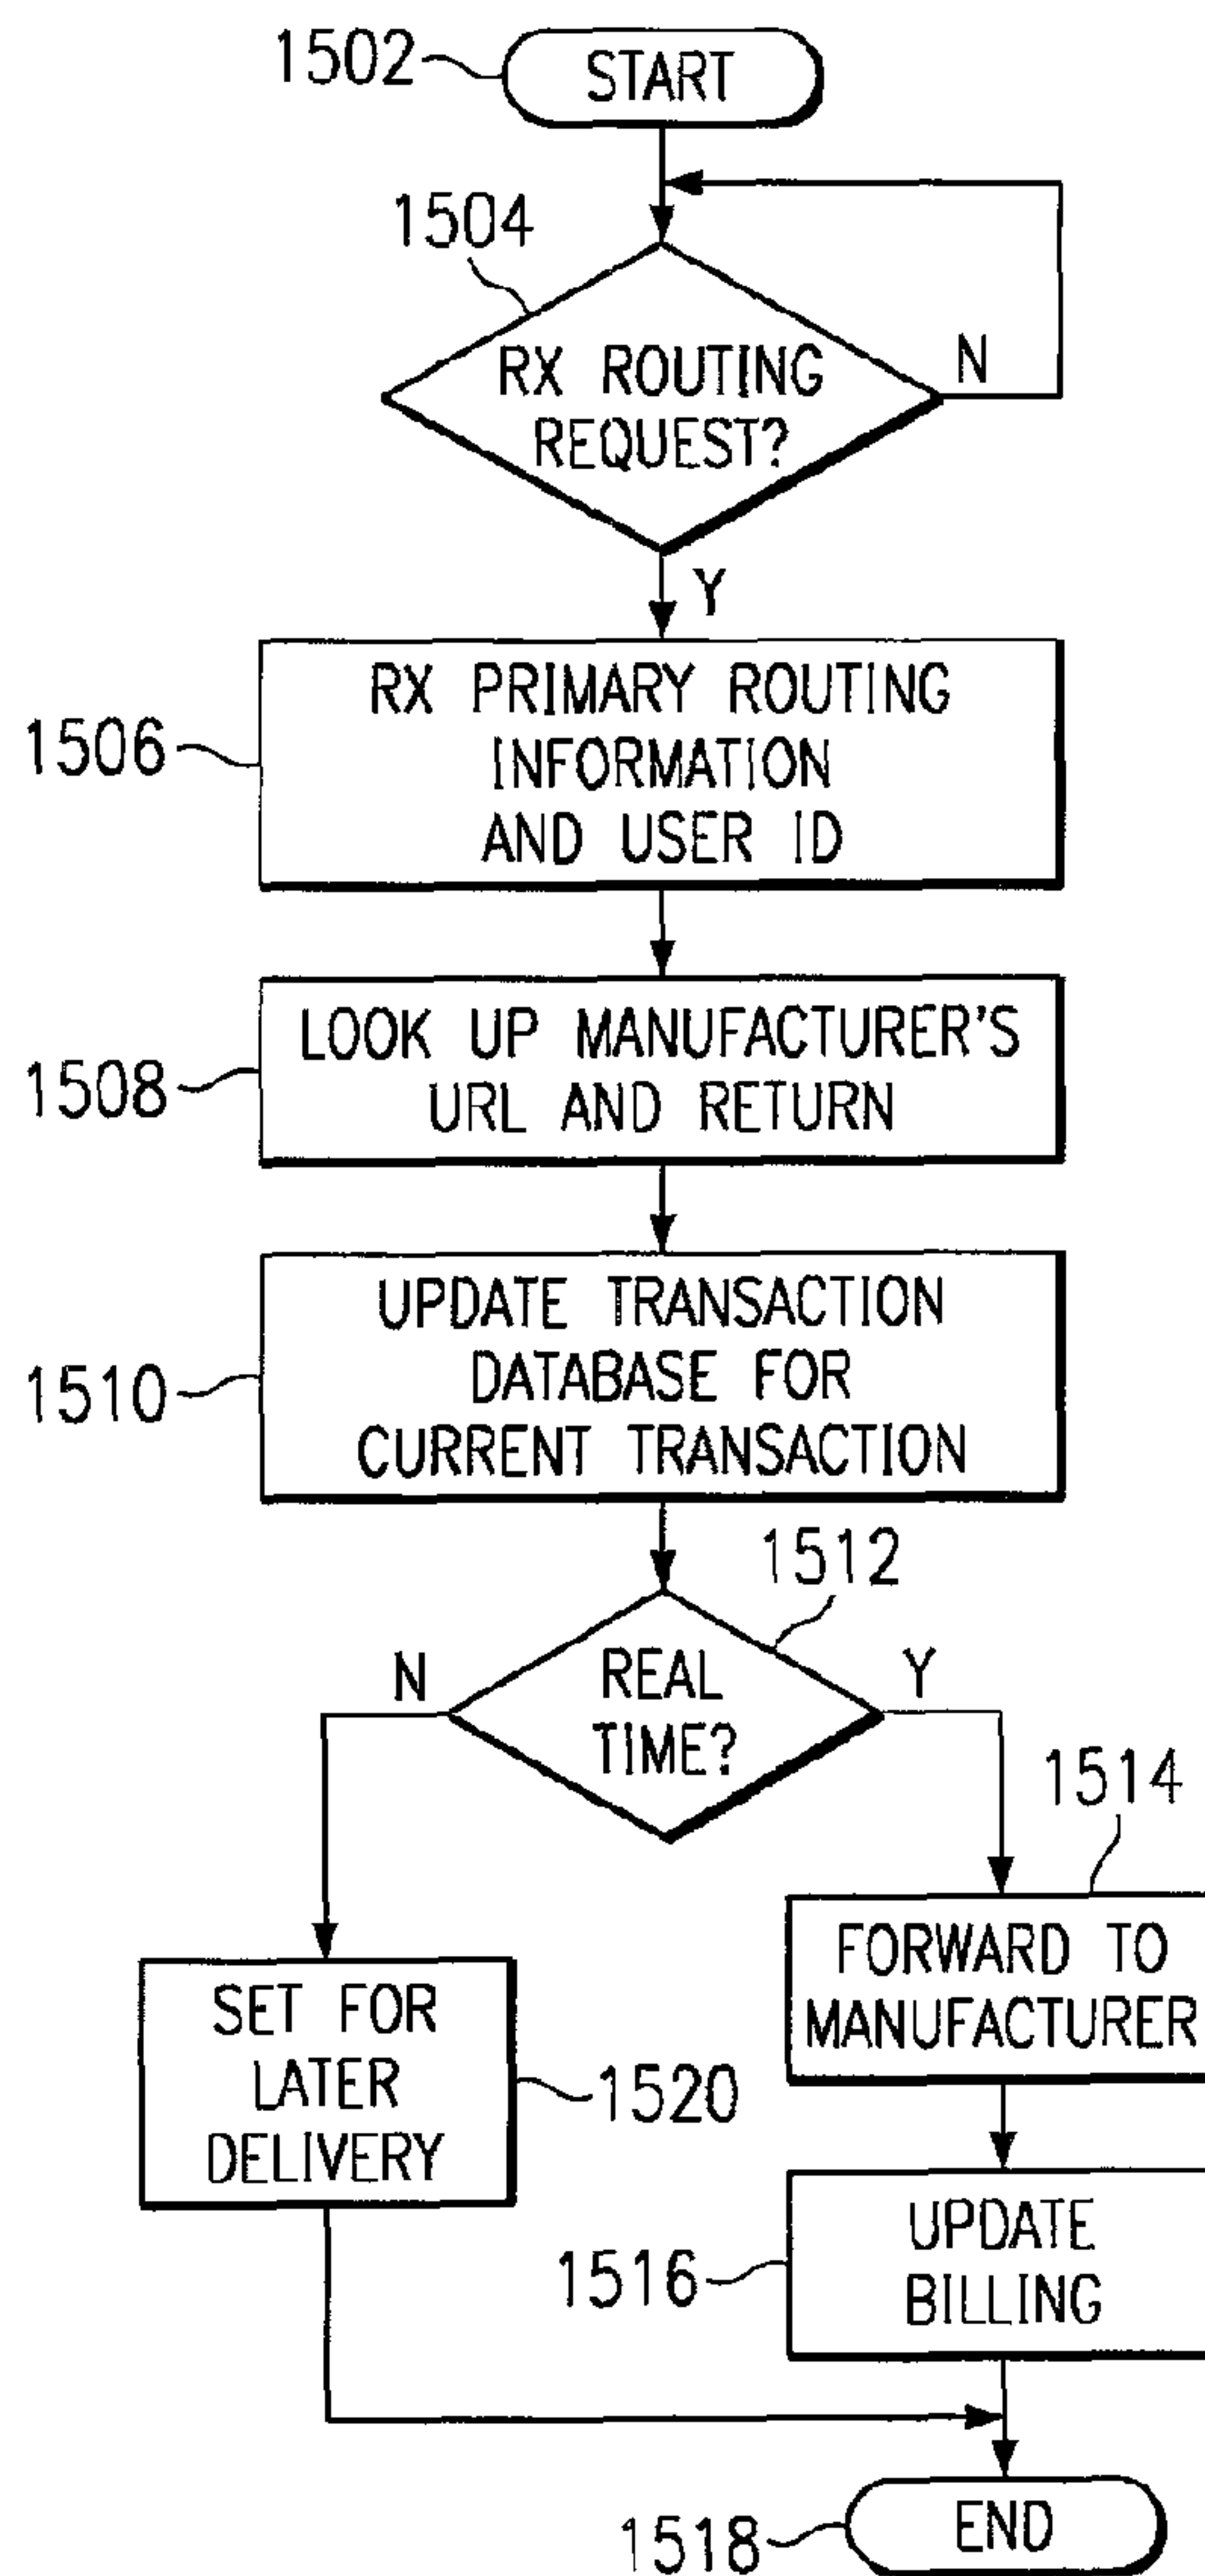 1502
START
1504
RX ROUTING
REQUEST?
N
Y
1506
RX PRIMARY ROUTING
INFORMATION
AND USER ID
1508
LOOK UP MANUFACTURER'S
URL AND RETURN
1510
UPDATE TRANSACTION
DATABASE FOR
CURRENT TRANSACTION
1512
N
REAL
TIME?
Y
1514
FORWARD TO
MANUFACTURER
SET FOR
LATER
DELIVERY
1520
1516
UPDATE
BILLING
1518
END